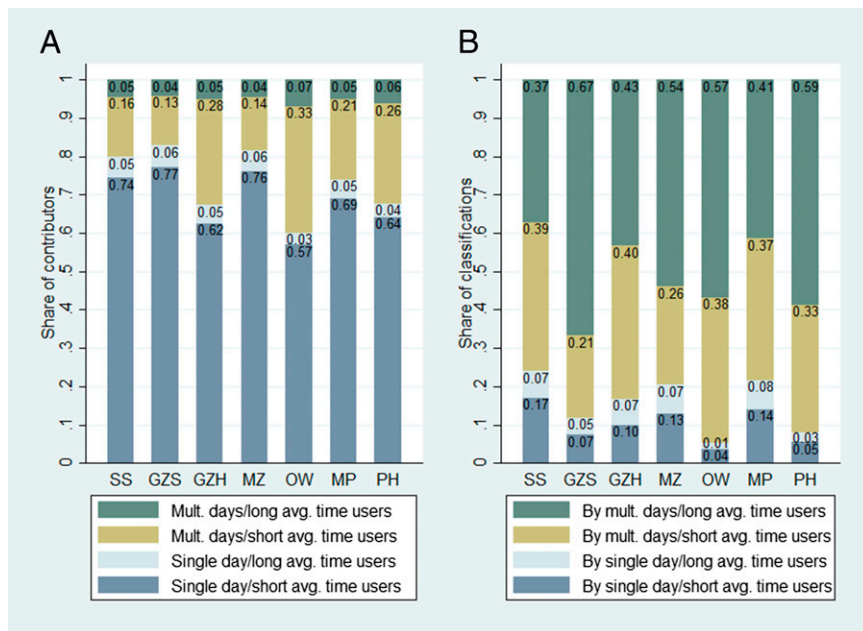 A
Share of contributors
1
.9
.8
.7
.6
.5
.4
.3
.2
.1
0
0.05 0.04 0.05 0.04 0.07 0.05 0.06
0.16 0.13 0.28 0.14 0.33 0.21 0.26
0.05 0.06 0.05 0.06 0.03 0.05 0.04
0.74 0.77 0.62 0.76 0.57 0.69 0.64
SS GZS GZH MZ OW MP PH
Mult. days/long avg. time users
Mult. days/short avg. time users
Single day/long avg. time users
Single day/short avg. time users
B
Share of classifications
1
.9
.8
.7
.6
.5
.4
.3
.2
.1
0
0.37 0.67 0.43 0.54 0.57 0.41 0.59
0.39 0.21 0.40 0.26 0.38 0.37 0.33
0.07 0.05 0.07 0.07 0.01 0.08 0.03
0.17 0.07 0.10 0.13 0.04 0.14 0.05
SS GZS GZH MZ OW MP PH
By mult. days/long avg. time users
By mult. days/short avg. time users
By single day/long avg. time users
By single day/short avg. time users